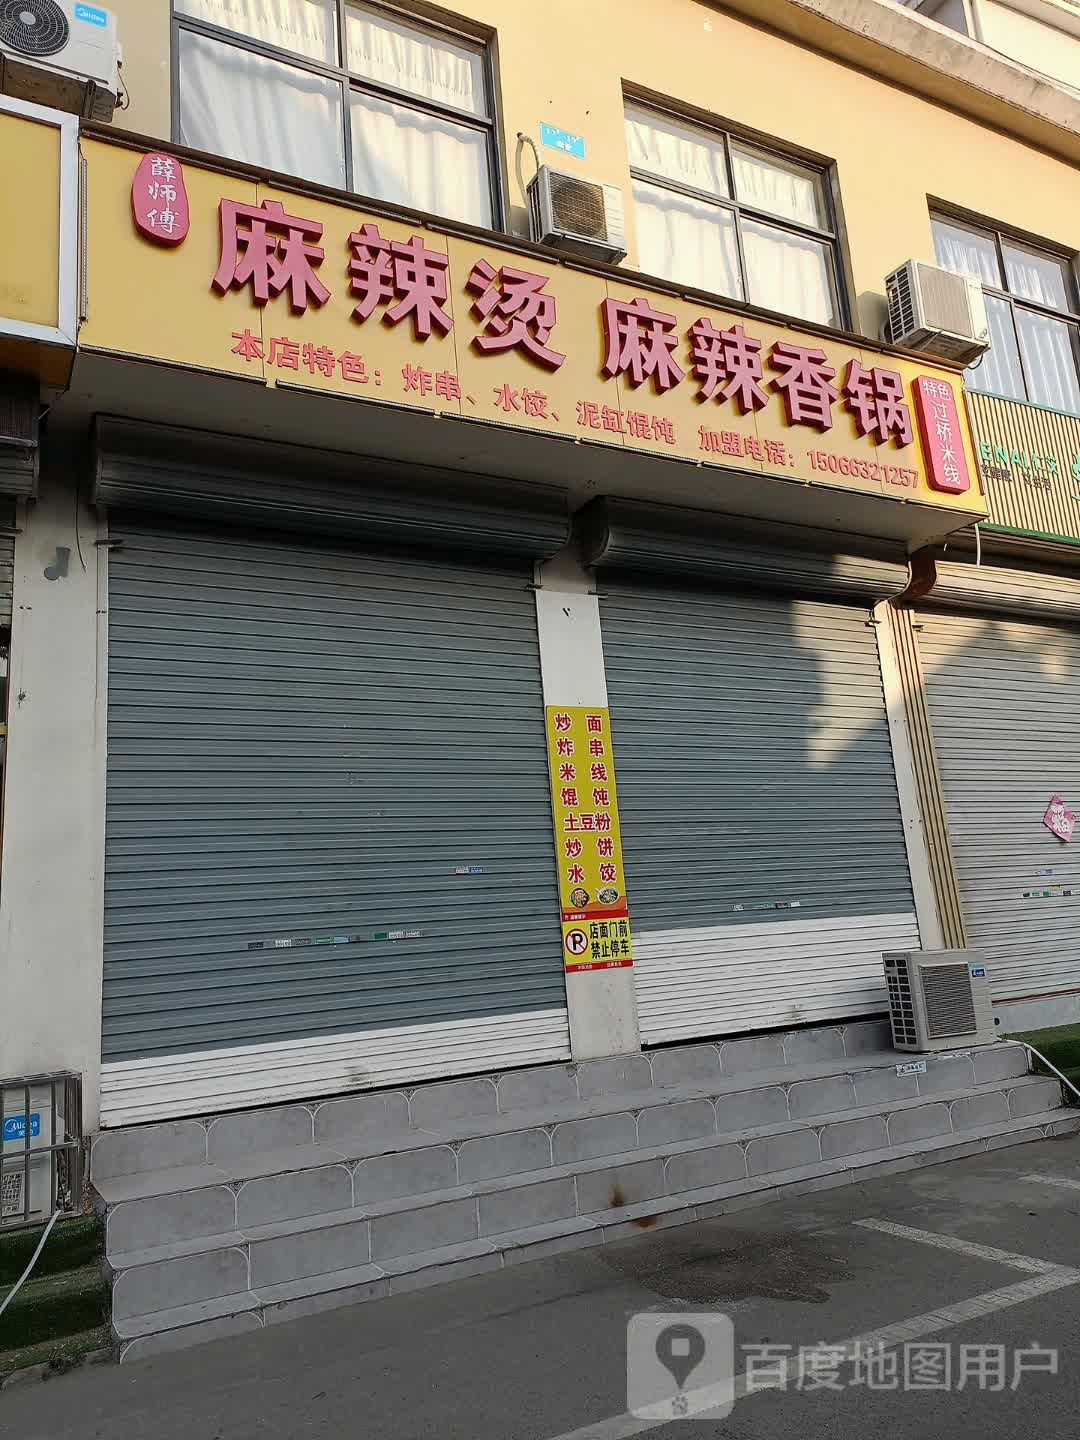 Midea
薛师傅
麻辣烫 麻辣香锅
本店特色：炸串、水饺、泥缸馄饨 加盟电话：15066321257
特色
过桥米线
炒面
炸串
米线
馄饨
土豆粉
炒饼
水饺
店面门前
禁止停车
Midea
百度地图用户